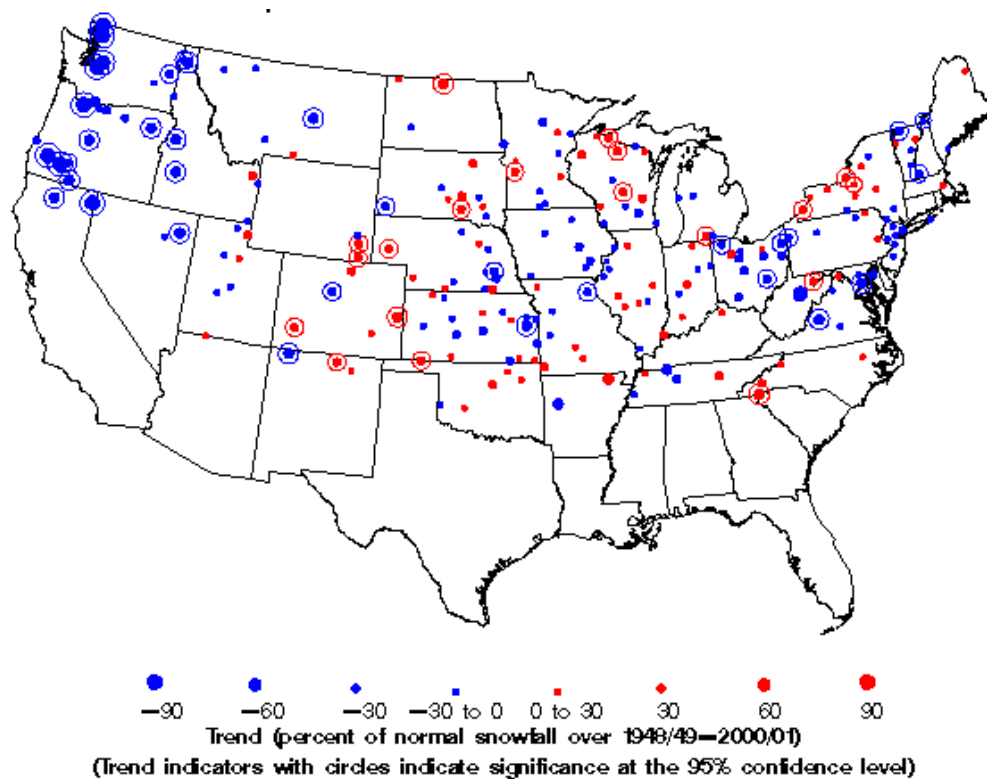 −90 −60 −30 −30 to 0 0 to 30 30 60 90
Trend (percent of normal snowfall over 1948/49−2000/01)
(Trend indicators with circles indicate significance at the 95% confidence level)